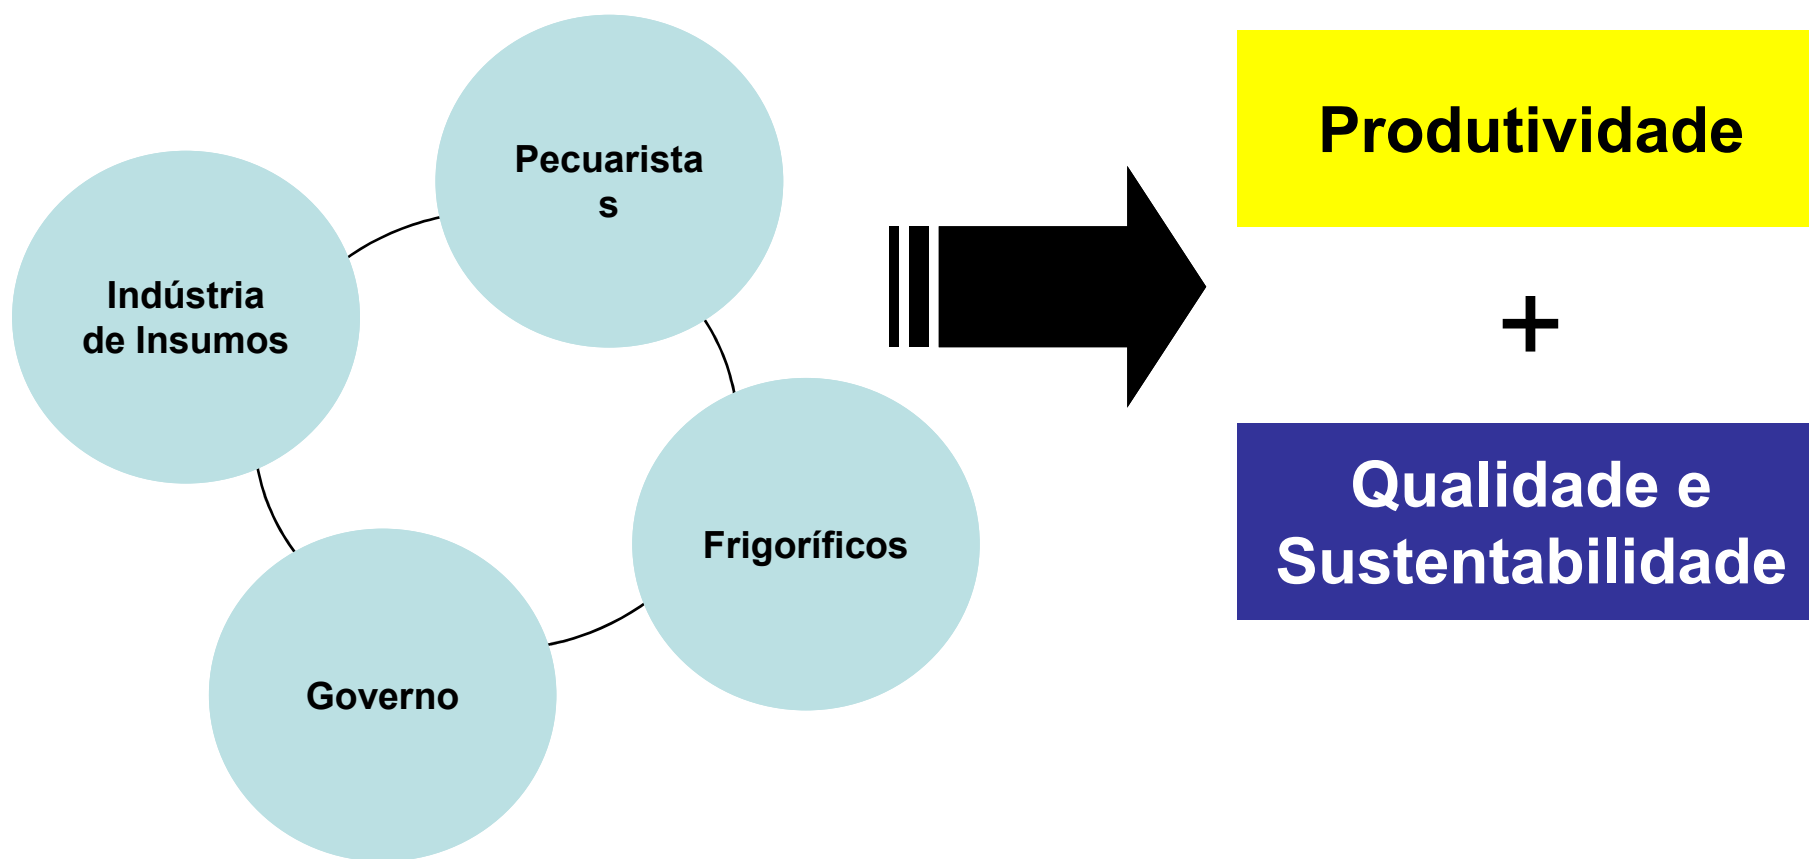 Pecuarista
s
Indústria
de Insumos
Frigoríficos
Governo
Produtividade
+
Qualidade e
Sustentabilidade